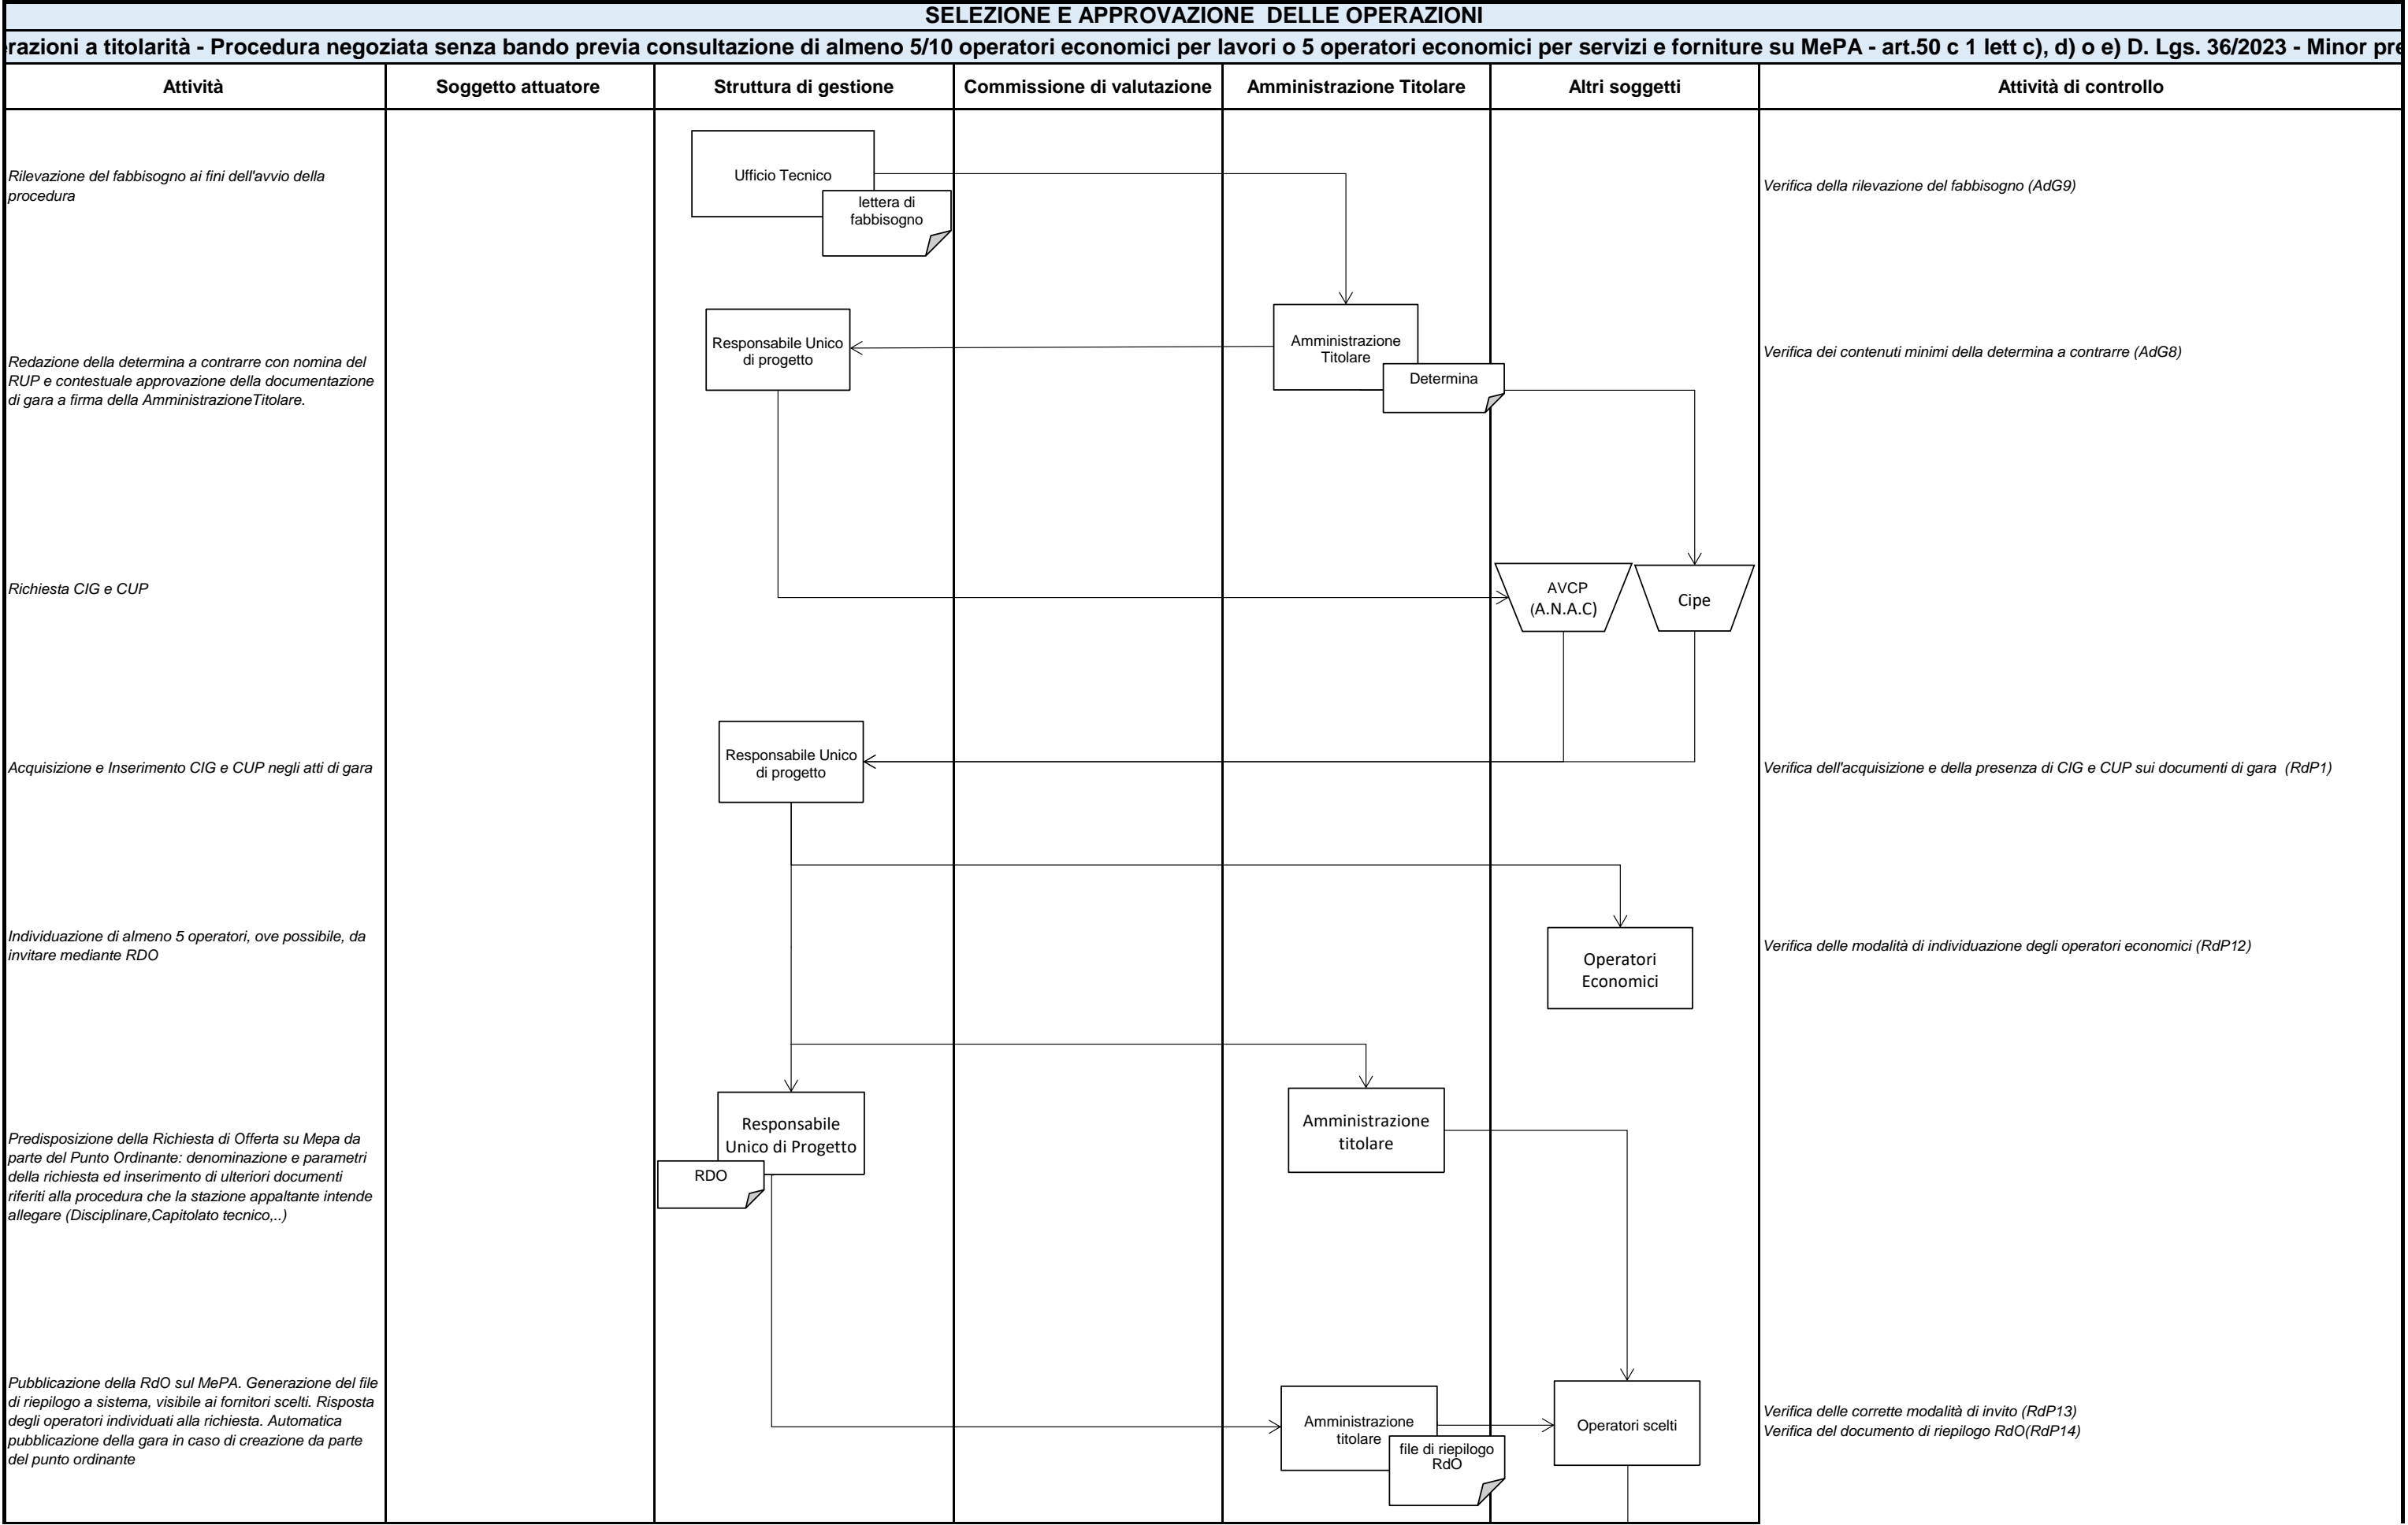 SELEZIONE E APPROVAZIONE DELLE OPERAZIONI
erazioni a titolarità - Procedura negoziata senza bando previa consultazione di almeno 5/10 operatori economici per lavori o 5 operatori economici per servizi e forniture su MePA - art.50 c 1 lett c), d) o e) D. Lgs. 36/2023 - Minor pre
Attività
Soggetto attuatore
Struttura di gestione
Commissione di valutazione
Amministrazione Titolare
Altri soggetti
Attività di controllo
Rilevazione del fabbisogno ai fini dell'avvio della
procedura
Ufficio Tecnico
lettera di
fabbisogno
Verifica della rilevazione del fabbisogno (AdG9)
Redazione della determina a contrarre con nomina del
RUP e contestuale approvazione della documentazione
di gara a firma della AmministrazioneTitolare.
Responsabile Unico
di progetto
Amministrazione
Titolare
Determina
Verifica dei contenuti minimi della determina a contrarre (AdG8)
Richiesta CIG e CUP
AVCP
(A.N.A.C)
Cipe
Acquisizione e Inserimento CIG e CUP negli atti di gara
Responsabile Unico
di progetto
Verifica dell'acquisizione e della presenza di CIG e CUP sui documenti di gara (RdP1)
Individuazione di almeno 5 operatori, ove possibile, da
invitare mediante RDO
Operatori
Economici
Verifica delle modalità di individuazione degli operatori economici (RdP12)
Predisposizione della Richiesta di Offerta su Mepa da
parte del Punto Ordinante: denominazione e parametri
della richiesta ed inserimento di ulteriori documenti
riferiti alla procedura che la stazione appaltante intende
allegare (Disciplinare,Capitolato tecnico,..)
Responsabile
Unico di Progetto
RDO
Amministrazione
titolare
Pubblicazione della RdO sul MePA. Generazione del file
di riepilogo a sistema, visibile ai fornitori scelti. Risposta
degli operatori individuati alla richiesta. Automatica
pubblicazione della gara in caso di creazione da parte
del punto ordinante
Amministrazione
titolare
file di riepilogo
RdO
Operatori scelti
Verifica delle corrette modalità di invito (RdP13)
Verifica del documento di riepilogo RdO(RdP14)